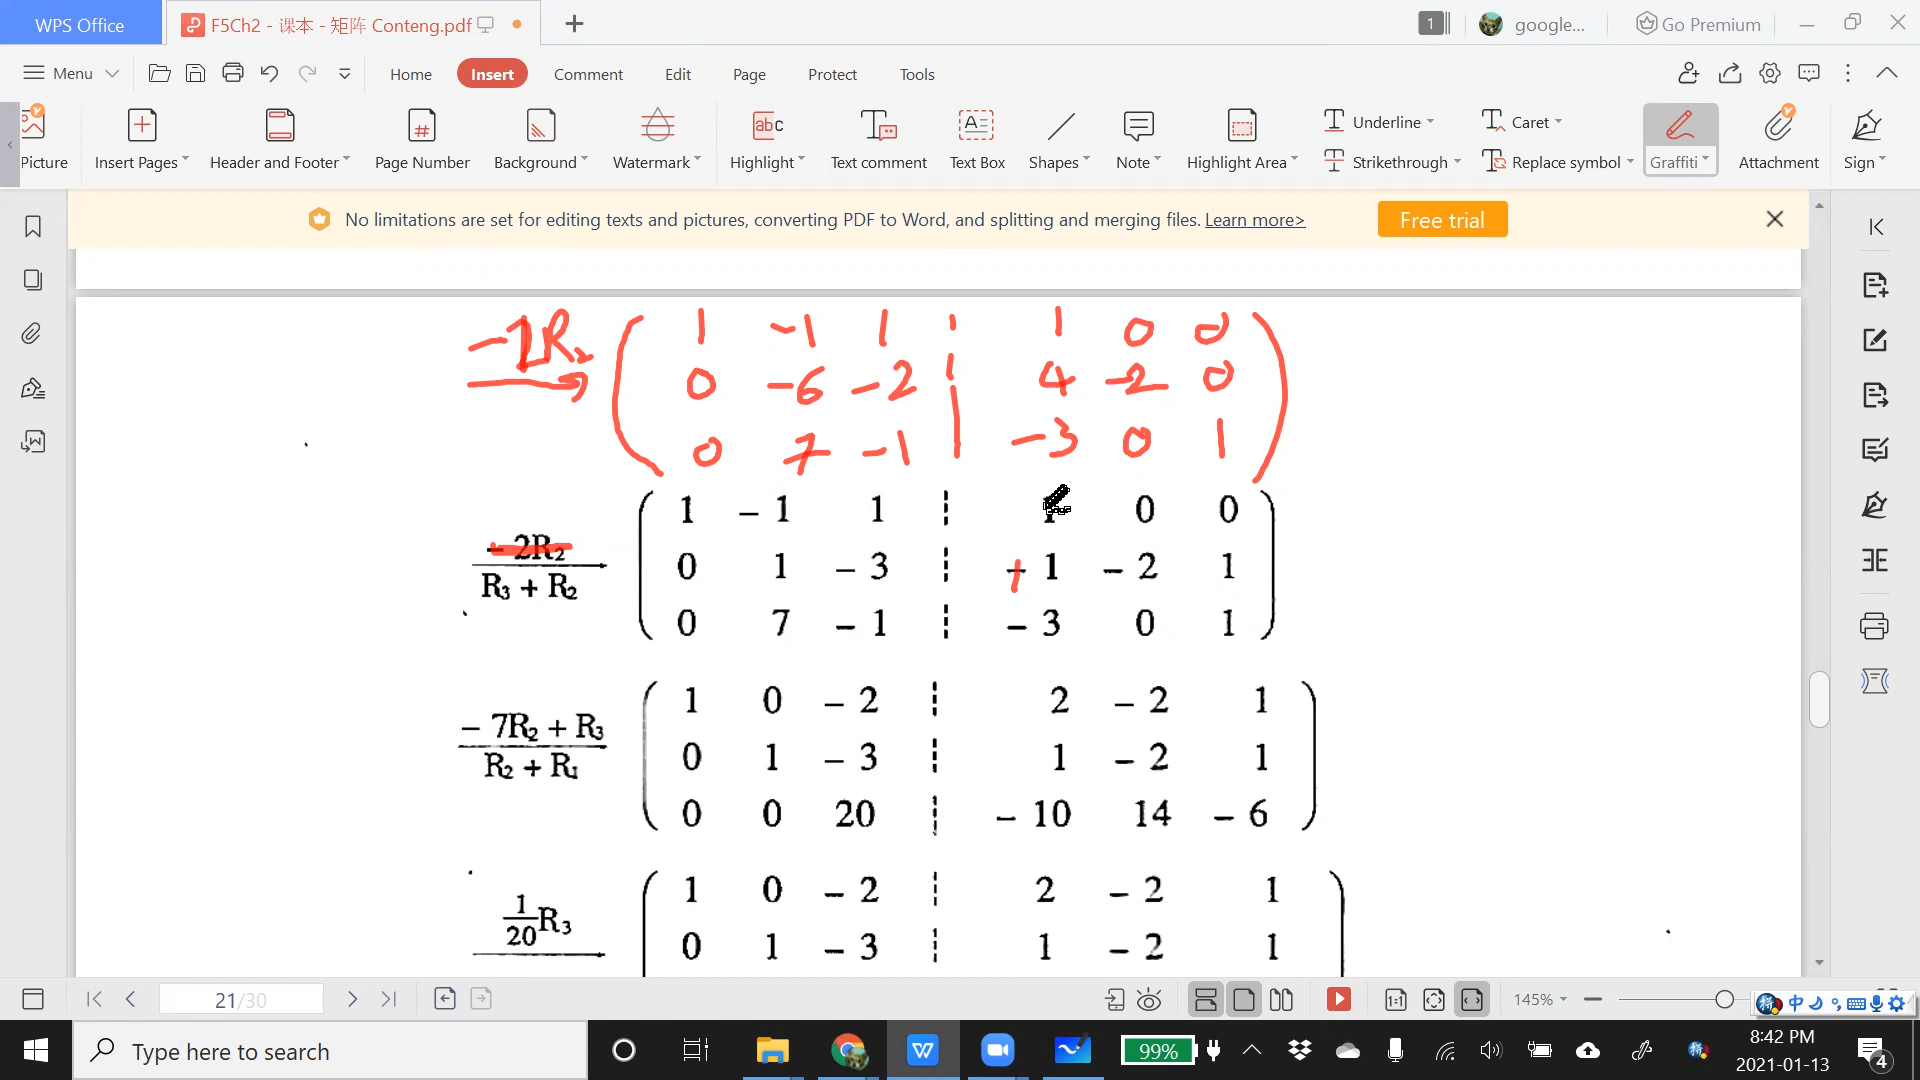 WPS Office
F5Ch2 - 课本 - 矩阵 Conteng.pdf
1
google...
Go Premium
Menu
Home
Insert
Comment
Edit
Page
Protect
Tools
Picture
Insert Pages
Header and Footer
Page Number
Background
Watermark
Highlight
Text comment
Text Box
Shapes
Note
Highlight Area
Underline
Strikethrough
Caret
Replace symbol
Graffiti
Attachment
Sign
No limitations are set for editing texts and pictures, converting PDF to Word, and splitting and merging files. Learn more>
Free trial
-2R₂
1 -1 1 1 0 0
0 -6 -2 4 -2 0
0 7 -1 -3 0 1
- 2R₂
R₃ + R₂
1 - 1 1 1 0 0
0 1 - 3 + 1 - 2 1
0 7 - 1 - 3 0 1
- 7R₂ + R₃
R₂ + R₁
1 0 - 2 2 - 2 1
0 1 - 3 1 - 2 1
0 0 20 - 10 14 - 6
1/20 R₃
1 0 - 2 2 - 2 1
0 1 - 3 1 - 2 1
21/30
1:1
145%
中
Type here to search
99%
8:42 PM
2021-01-13
4